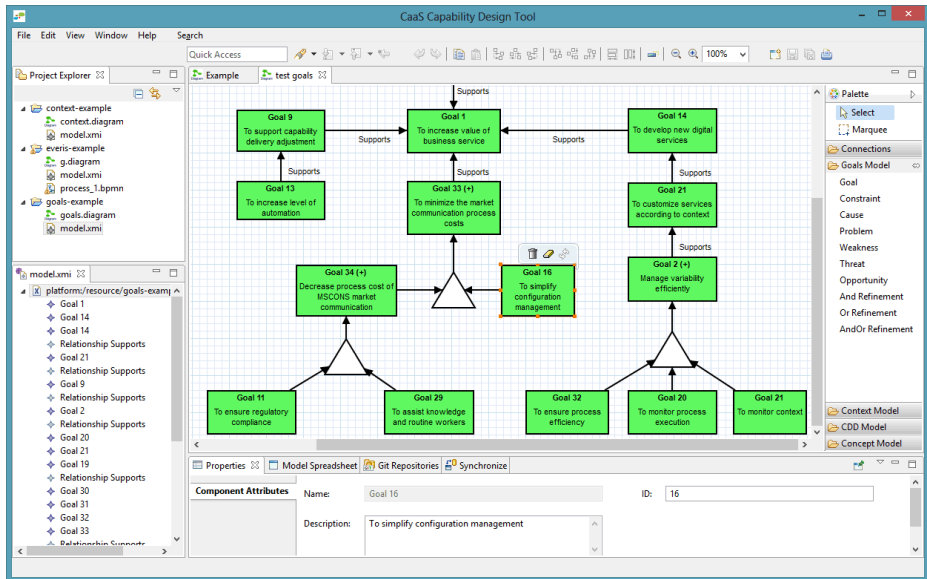 CaaS Capability Design Tool
File Edit View Window Help Search
Quick Access
100%
Project Explorer
context-example
context.diagram
model.xmi
everis-example
g.diagram
model.xmi
process_1.bpmn
goals-example
goals.diagram
model.xmi
model.xmi
platform:/resource/goals-examp
Goal 1
Goal 14
Goal 14
Relationship Supports
Goal 21
Relationship Supports
Goal 9
Relationship Supports
Goal 2
Relationship Supports
Goal 20
Goal 21
Goal 19
Relationship Supports
Goal 30
Goal 31
Goal 32
Goal 33
Relationship Supports
Example
test goals
Supports
Goal 9
To support capability
delivery adjustment
Supports
Goal 1
To increase value of
business service
Supports
Goal 14
To develop new digital
services
Supports
Goal 13
To increase level of
automation
Supports
Goal 33 (+)
To minimize the market
communication process
costs
Supports
Goal 21
To customize services
according to context
Supports
Goal 34 (+)
Decrease process cost of
MSCONS market
communication
Goal 16
To simplify
configuration
management
Goal 2 (+)
Manage variability
efficiently
Goal 11
To ensure regulatory
compliance
Goal 29
To assist knowledge
and routine workers
Goal 32
To ensure process
efficiency
Goal 20
To monitor process
execution
Goal 21
To monitor context
Palette
Select
Marquee
Connections
Goals Model
Goal
Constraint
Cause
Problem
Weakness
Threat
Opportunity
And Refinement
Or Refinement
AndOr Refinement
Context Model
CDD Model
Concept Model
Properties
Model Spreadsheet
Git Repositories
Synchronize
Component Attributes
Name: Goal 16
ID: 16
Description: To simplify configuration management